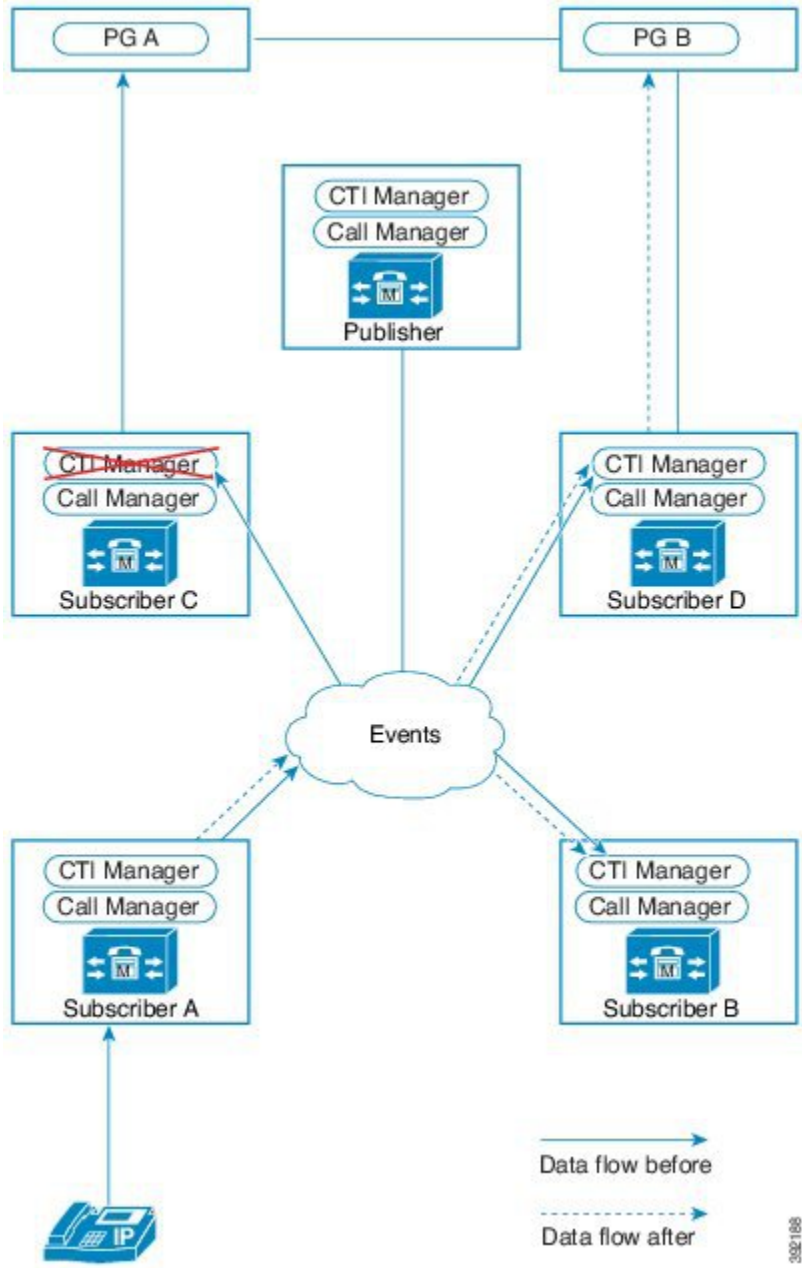 PG A
PG B
CTI Manager
Call Manager
M
Publisher
CTI Manager
Call Manager
M
Subscriber C
CTI Manager
Call Manager
M
Subscriber D
Events
CTI Manager
Call Manager
M
Subscriber A
CTI Manager
Call Manager
M
Subscriber B
IP
Data flow before
Data flow after
392188